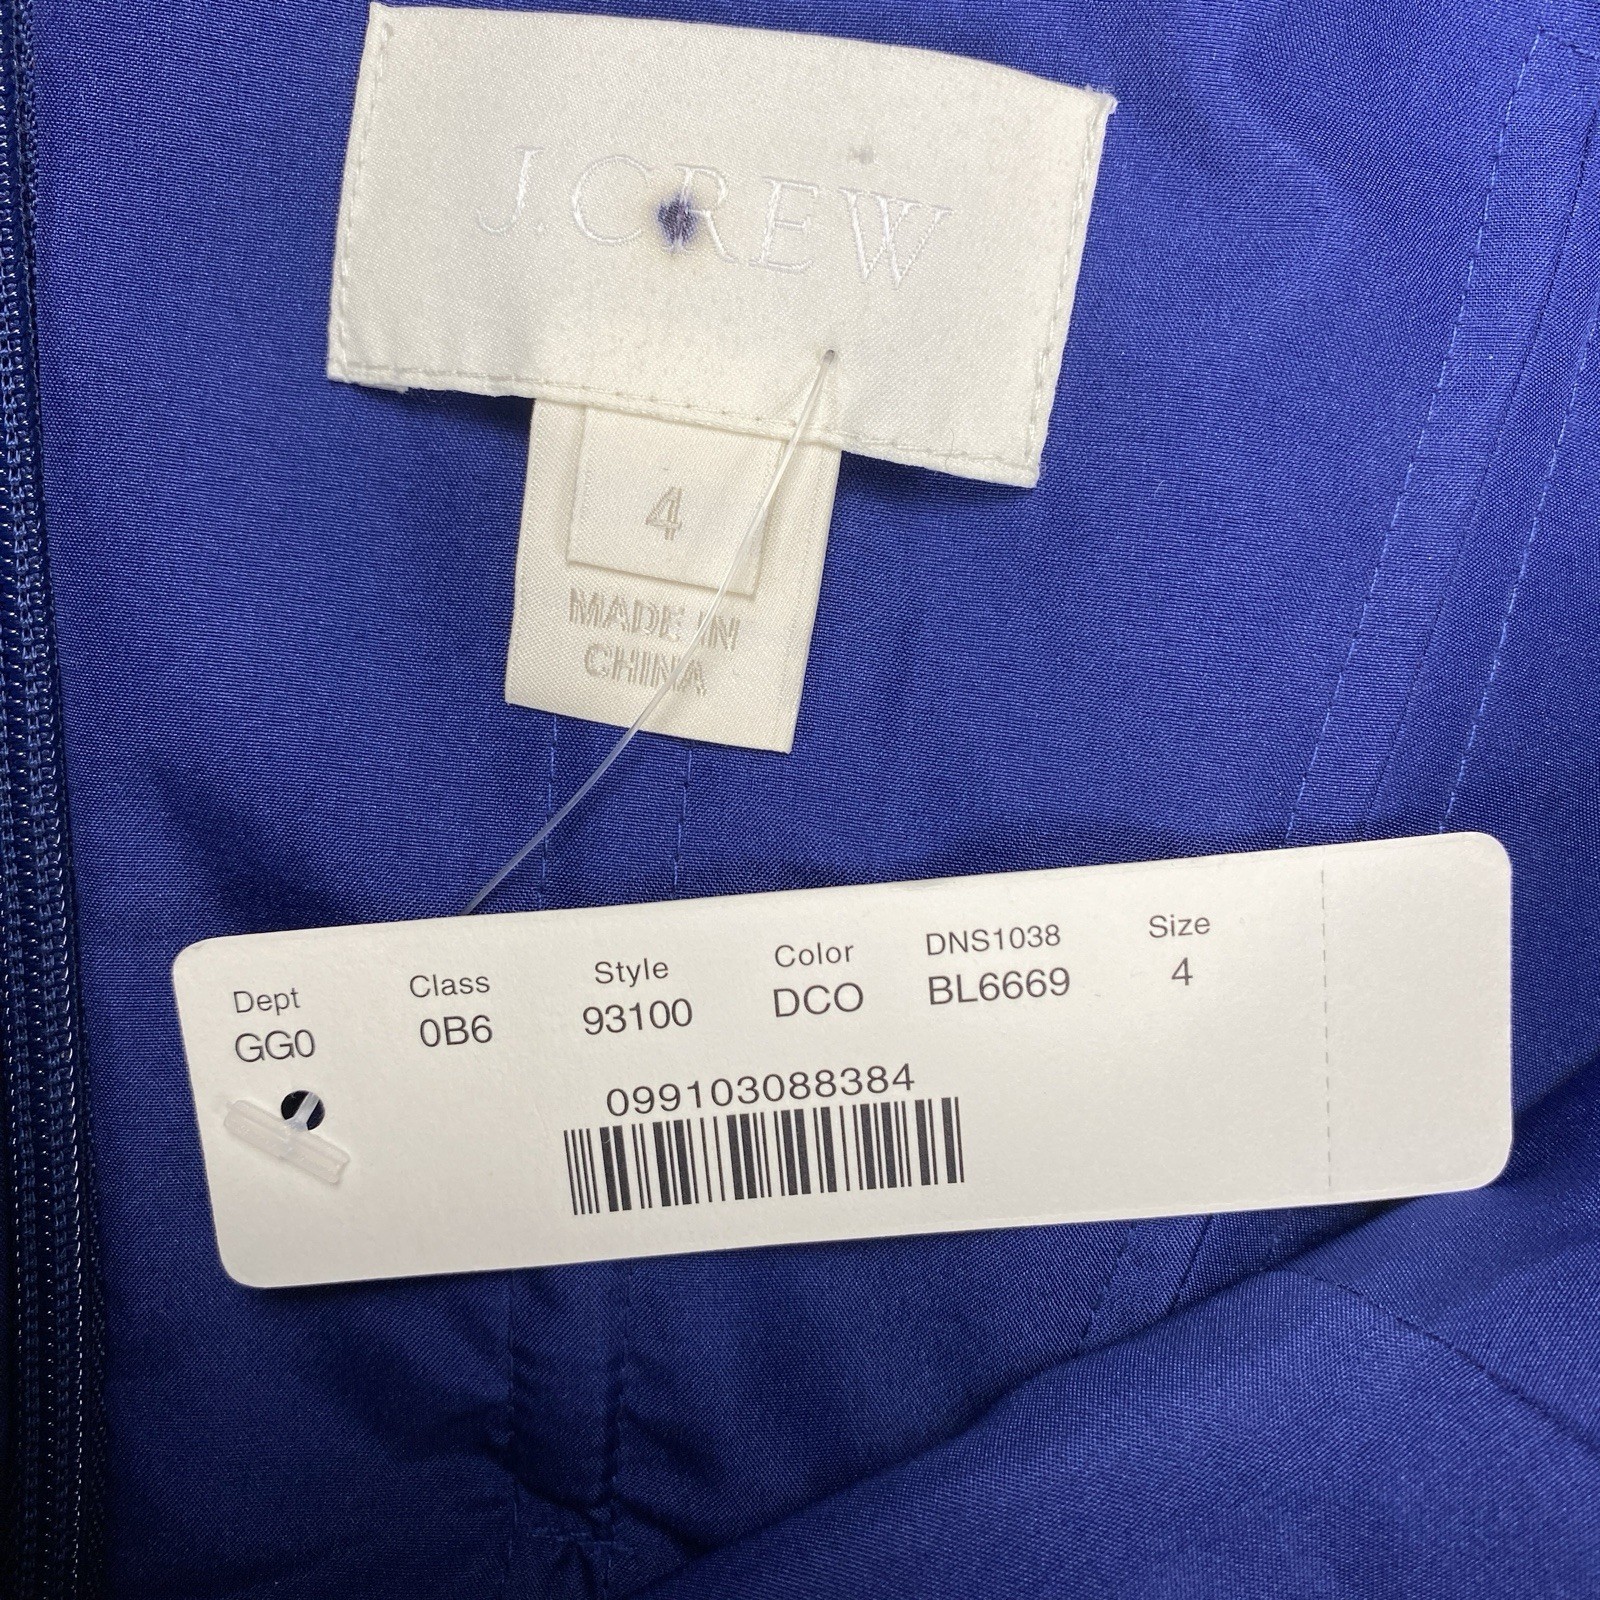 J.CREW
4
MADE IN
CHINA
Dept Class Style Color DNS1038 Size
GG0 0B6 93100 DCO BL6669 4
099103088384